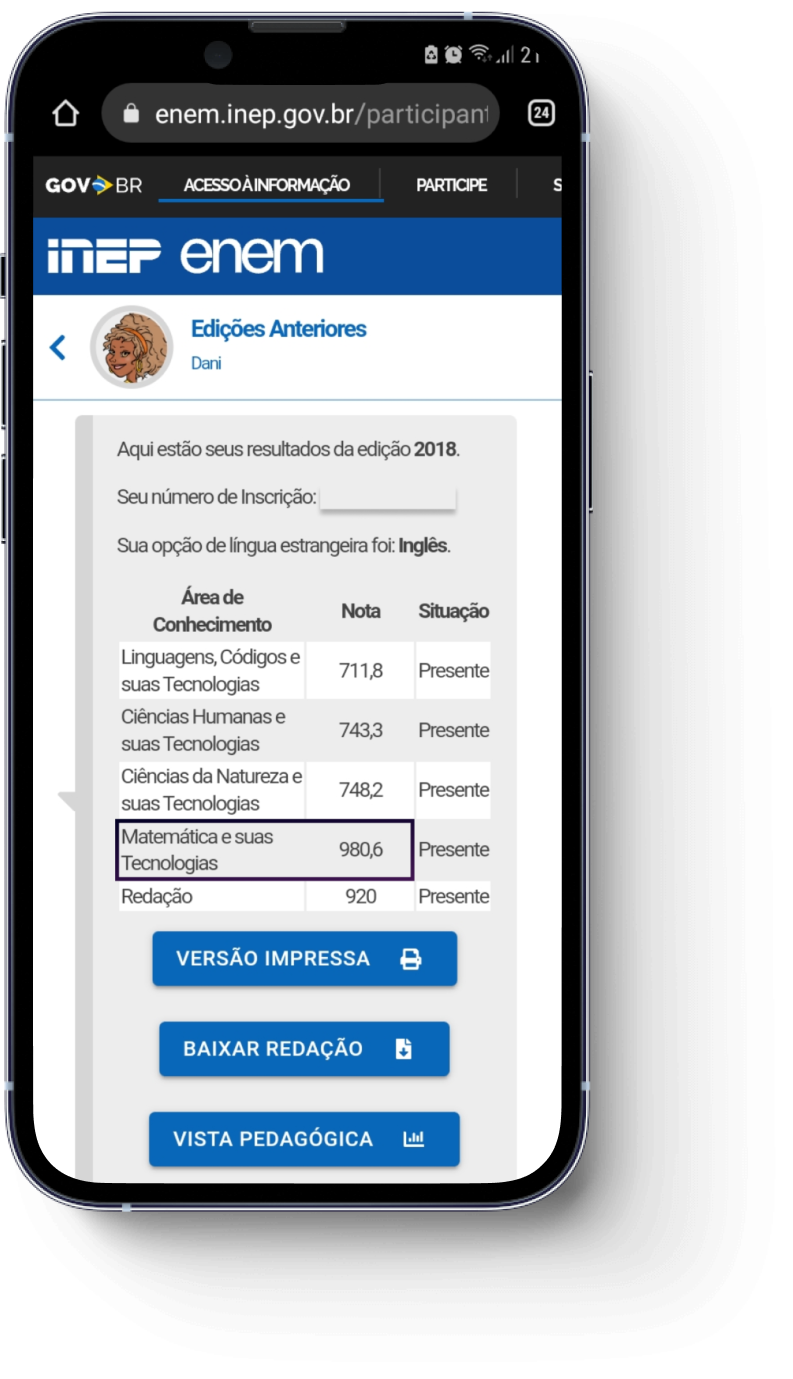 2
enem.inep.gov.br/participant
24
GOV BR ACESSO À INFORMAÇÃO PARTICIPE S
inep enem
Edições Anteriores
Dani
Aqui estão seus resultados da edição 2018.
Seu número de Inscrição:
Sua opção de língua estrangeira foi: Inglês.
Área de
Conhecimento Nota Situação
Linguagens, Códigos e
suas Tecnologias 711,8 Presente
Ciências Humanas e
suas Tecnologias 743,3 Presente
Ciências da Natureza e
suas Tecnologias 748,2 Presente
Matemática e suas
Tecnologias 980,6 Presente
Redação 920 Presente
VERSÃO IMPRESSA
BAIXAR REDAÇÃO
VISTA PEDAGÓGICA